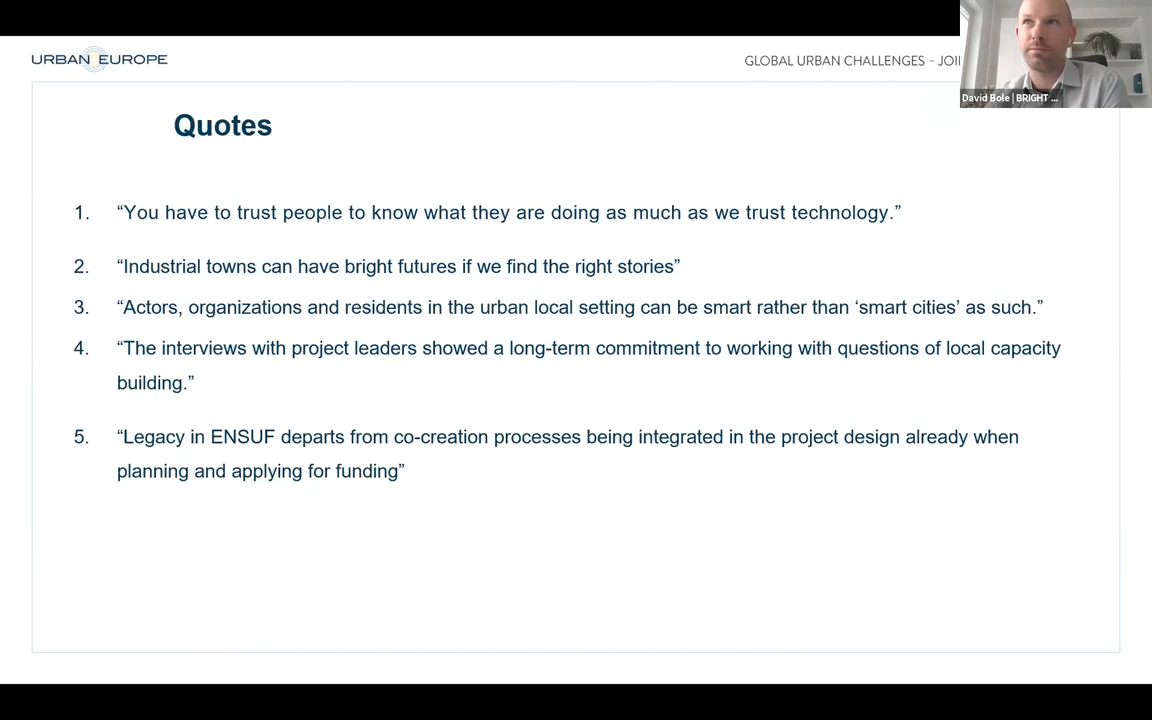 URBAN EUROPE
GLOBAL URBAN CHALLENGES – JOI
David Bole | BRIGHT ...
Quotes
1. “You have to trust people to know what they are doing as much as we trust technology.”
2. “Industrial towns can have bright futures if we find the right stories”
3. “Actors, organizations and residents in the urban local setting can be smart rather than ‘smart cities’ as such.”
4. “The interviews with project leaders showed a long-term commitment to working with questions of local capacity
building.”
5. “Legacy in ENSUF departs from co-creation processes being integrated in the project design already when
planning and applying for funding”